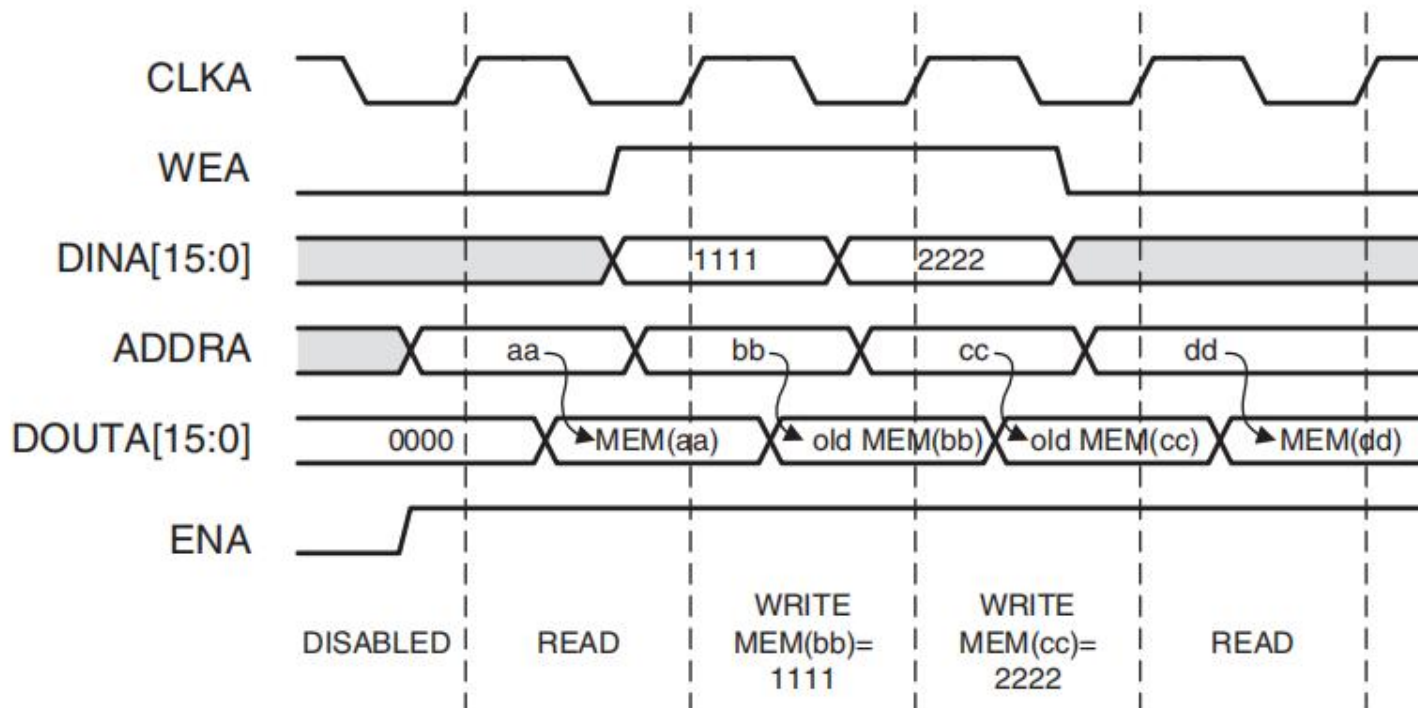 CLKA
WEA
DINA[15:0] 1111 2222
ADDRA aa bb cc dd
DOUTA[15:0] 0000 MEM(aa) old MEM(bb) old MEM(cc) MEM(dd)
ENA
DISABLED
READ
WRITE
MEM(bb)=
1111
WRITE
MEM(cc)=
2222
READ